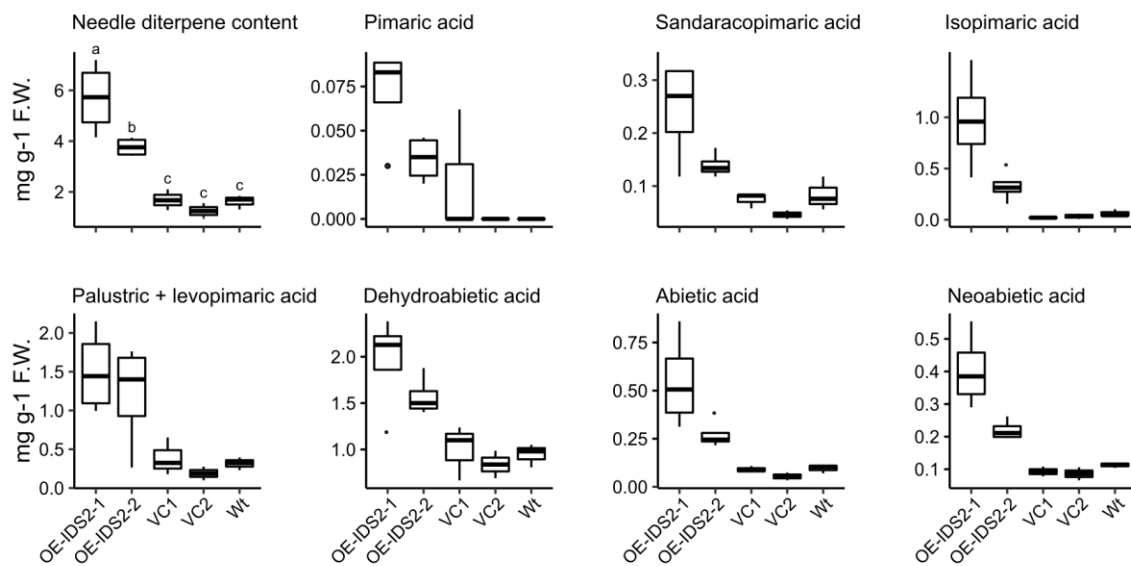 Needle diterpene content
Pimaric acid
Sandaracopimaric acid
Isopimaric acid
mg g-1 F.W.
6
4
2
a
b
c
c
c
0.075
0.050
0.025
0.000
0.3
0.2
0.1
1.0
0.5
0.0
Palustric + levopimaric acid
Dehydroabietic acid
Abietic acid
Neoabietic acid
mg g-1 F.W.
2.0
1.5
1.0
0.5
0.0
2.0
1.5
1.0
0.75
0.50
0.25
0.00
0.5
0.4
0.3
0.2
0.1
OE-IDS2-1
OE-IDS2-2
VC1
VC2
Wt
OE-IDS2-1
OE-IDS2-2
VC1
VC2
Wt
OE-IDS2-1
OE-IDS2-2
VC1
VC2
Wt
OE-IDS2-1
OE-IDS2-2
VC1
VC2
Wt